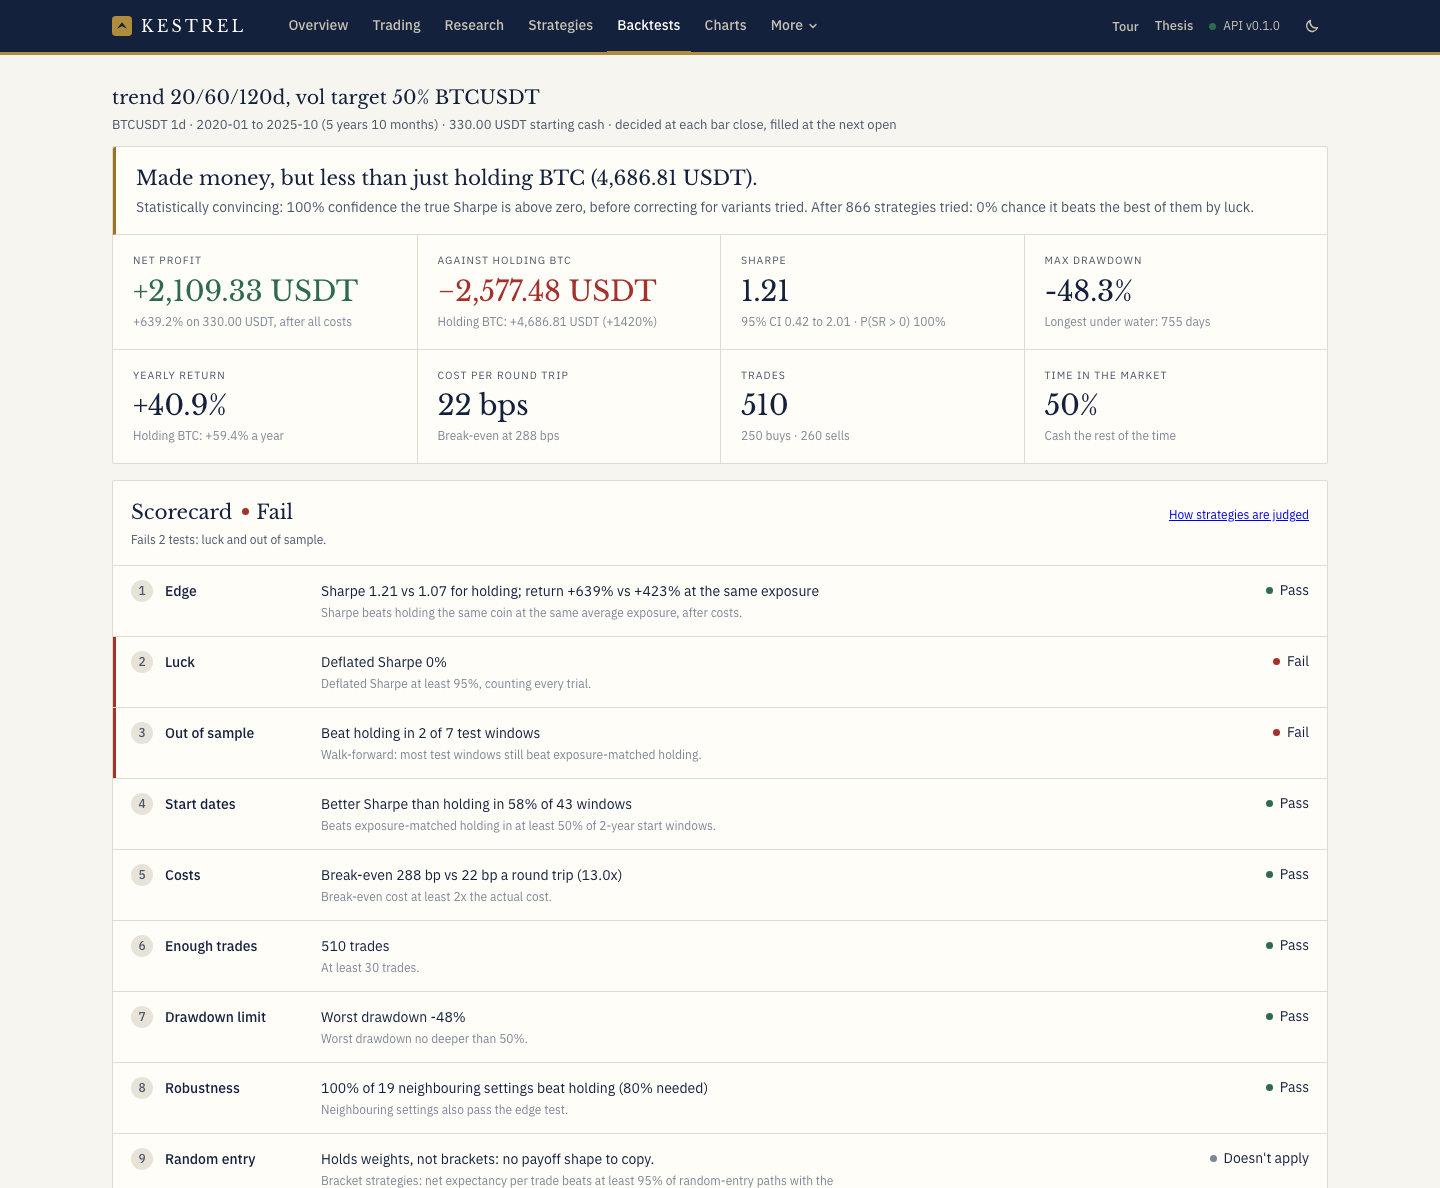 KESTREL
Overview
Trading
Research
Strategies
Backtests
Charts
More
Tour
Thesis
API v0.1.0
trend 20/60/120d, vol target 50% BTCUSDT
BTCUSDT 1d · 2020-01 to 2025-10 (5 years 10 months) · 330.00 USDT starting cash · decided at each bar close, filled at the next open
Made money, but less than just holding BTC (4,686.81 USDT).
Statistically convincing: 100% confidence the true Sharpe is above zero, before correcting for variants tried. After 866 strategies tried: 0% chance it beats the best of them by luck.
NET PROFIT
+2,109.33 USDT
+639.2% on 330.00 USDT, after all costs
AGAINST HOLDING BTC
−2,577.48 USDT
Holding BTC: +4,686.81 USDT (+1420%)
SHARPE
1.21
95% CI 0.42 to 2.01 · P(SR > 0) 100%
MAX DRAWDOWN
-48.3%
Longest under water: 755 days
YEARLY RETURN
+40.9%
Holding BTC: +59.4% a year
COST PER ROUND TRIP
22 bps
Break-even at 288 bps
TRADES
510
250 buys · 260 sells
TIME IN THE MARKET
50%
Cash the rest of the time
Scorecard • Fail
How strategies are judged
Fails 2 tests: luck and out of sample.
1 Edge
Sharpe 1.21 vs 1.07 for holding; return +639% vs +423% at the same exposure
Pass
Sharpe beats holding the same coin at the same average exposure, after costs.
2 Luck
Deflated Sharpe 0%
Fail
Deflated Sharpe at least 95%, counting every trial.
3 Out of sample
Beat holding in 2 of 7 test windows
Fail
Walk-forward: most test windows still beat exposure-matched holding.
4 Start dates
Better Sharpe than holding in 58% of 43 windows
Pass
Beats exposure-matched holding in at least 50% of 2-year start windows.
5 Costs
Break-even 288 bp vs 22 bp a round trip (13.0x)
Pass
Break-even cost at least 2x the actual cost.
6 Enough trades
510 trades
Pass
At least 30 trades.
7 Drawdown limit
Worst drawdown -48%
Pass
Worst drawdown no deeper than 50%.
8 Robustness
100% of 19 neighbouring settings beat holding (80% needed)
Pass
Neighbouring settings also pass the edge test.
9 Random entry
Holds weights, not brackets: no payoff shape to copy.
Doesn't apply
Bracket strategies: net expectancy per trade beats at least 95% of random-entry paths with the